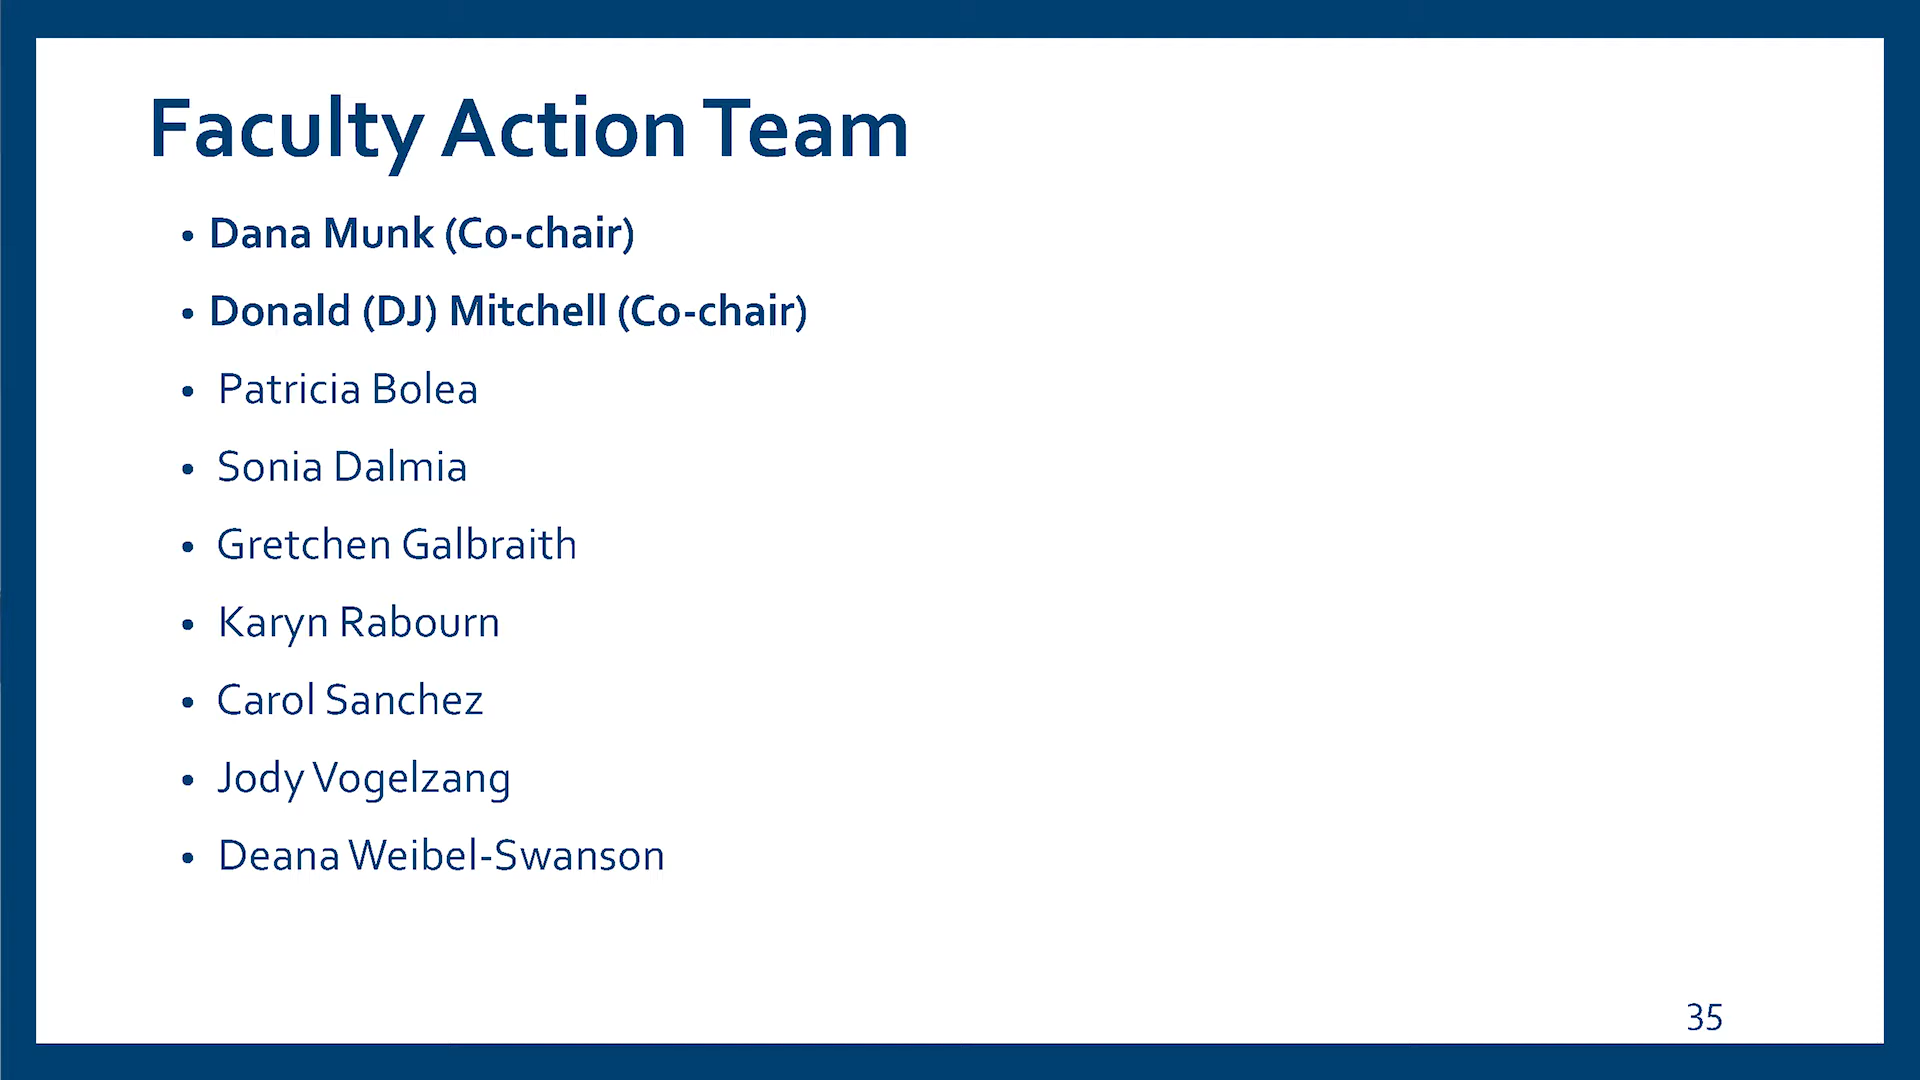 Faculty Action Team
• Dana Munk (Co-chair)
• Donald (DJ) Mitchell (Co-chair)
• Patricia Bolea
• Sonia Dalmia
• Gretchen Galbraith
• Karyn Rabourn
• Carol Sanchez
• Jody Vogelzang
• Deana Weibel-Swanson
35